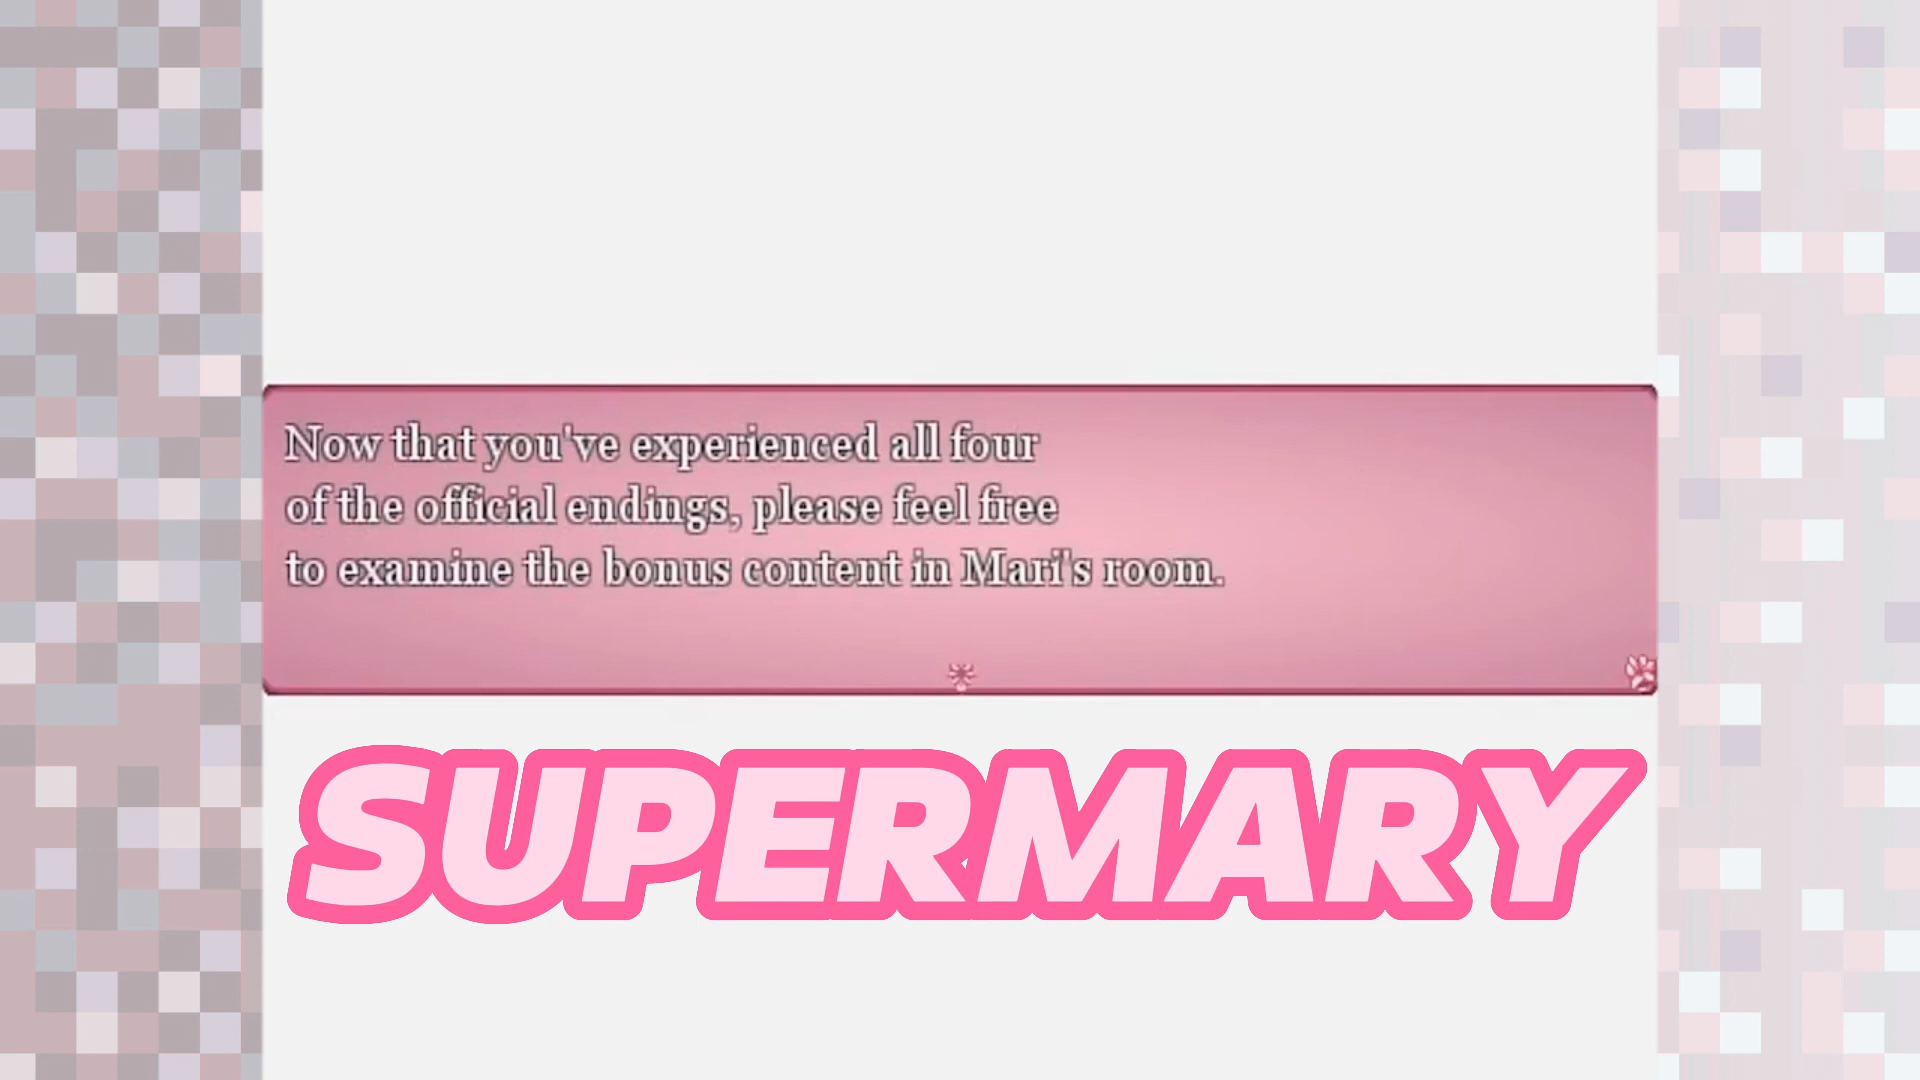 Now that you've experienced all four
of the official endings, please feel free
to examine the bonus content in Mari's room.
SUPERMARY